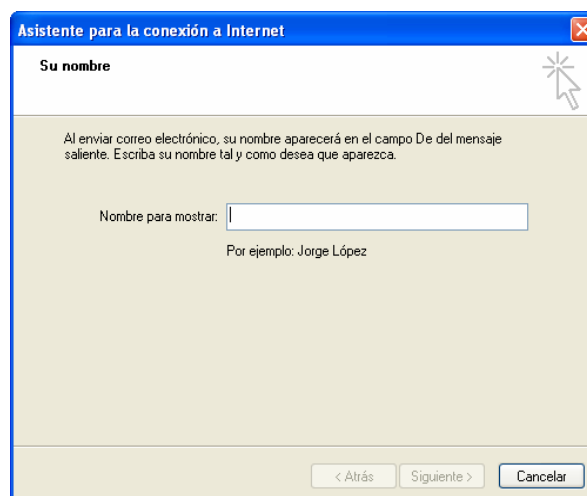 Asistente para la conexión a Internet
Su nombre
Al enviar correo electrónico, su nombre aparecerá en el campo De del mensaje
saliente. Escriba su nombre tal y como desea que aparezca.
Nombre para mostrar:
Por ejemplo: Jorge López
< Atrás Siguiente > Cancelar